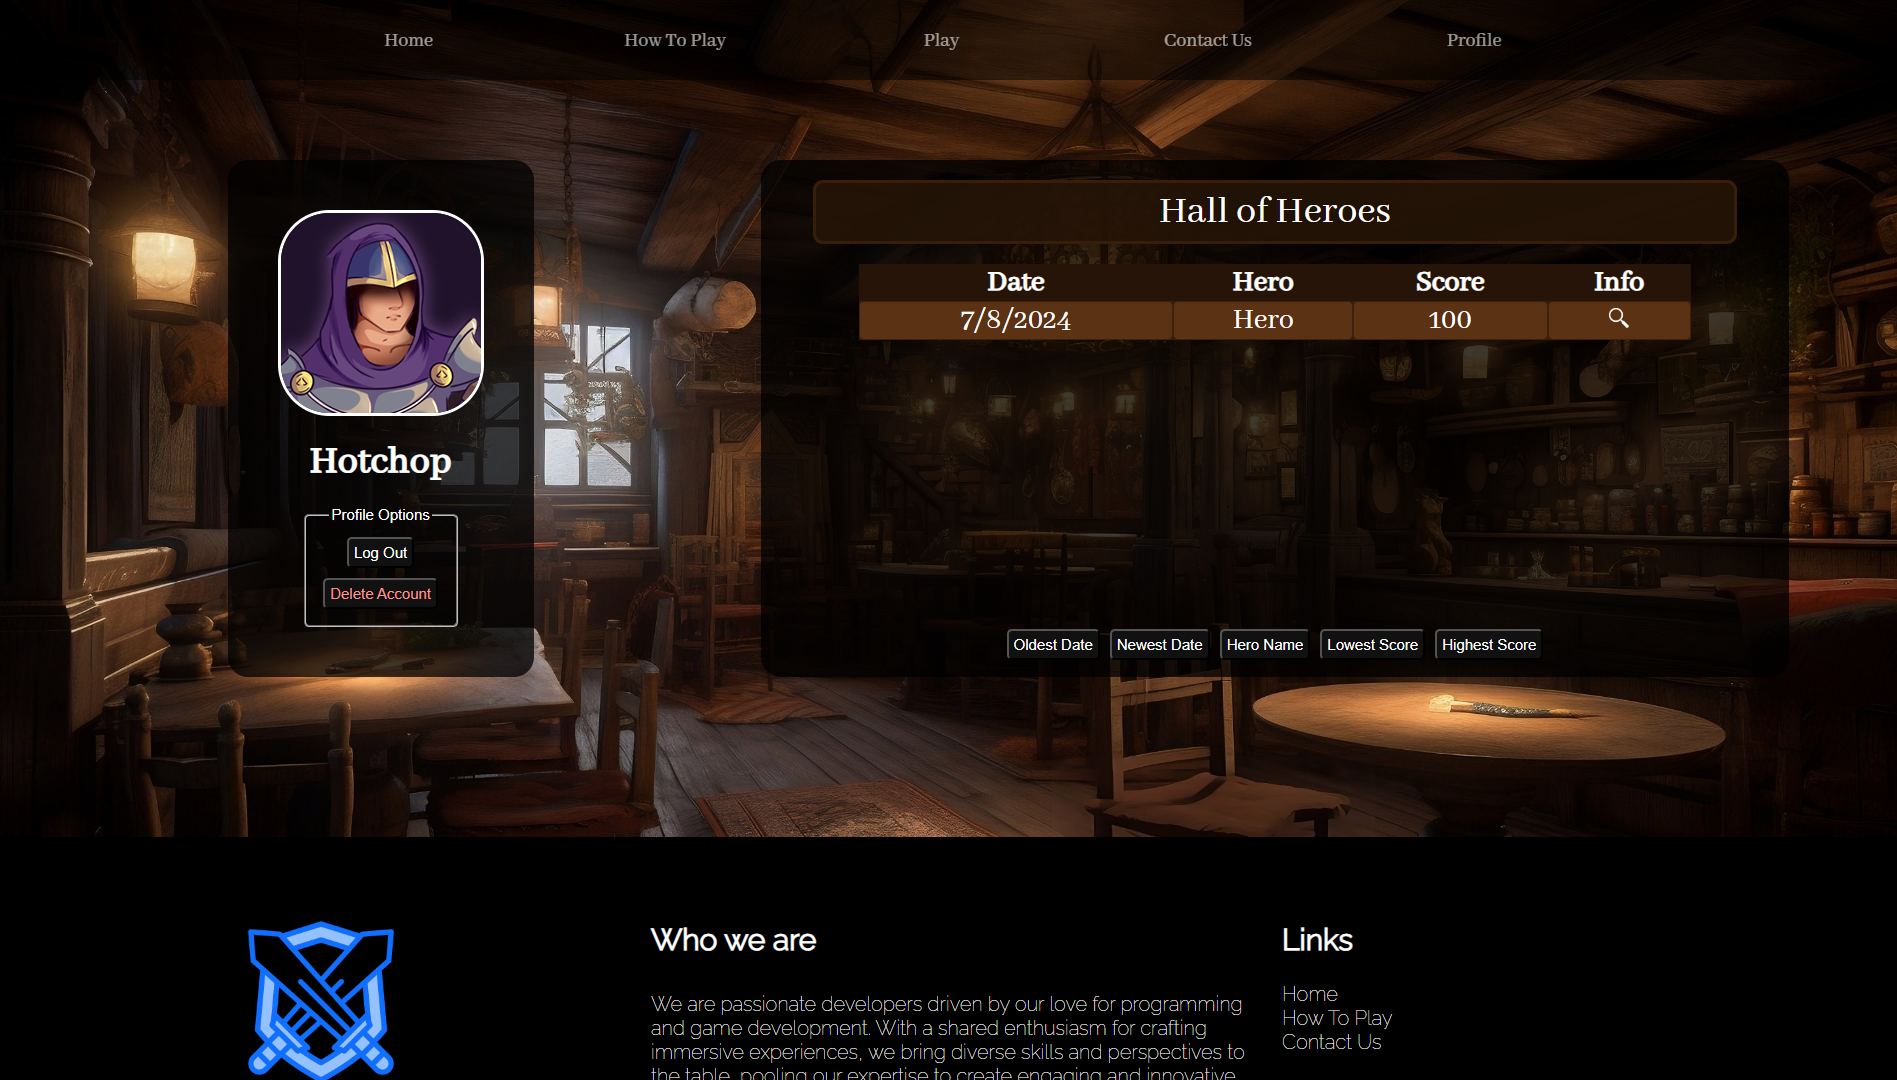 Home How To Play Play Contact Us Profile
Hall of Heroes
Date Hero Score Info
7/8/2024 Hero 100
Hotchop
Profile Options
Log Out
Delete Account
Oldest Date Newest Date Hero Name Lowest Score Highest Score
Who we are
We are passionate developers driven by our love for programming
and game development. With a shared enthusiasm for crafting
immersive experiences, we bring diverse skills and perspectives to
the table, pooling our expertise to create engaging and innovative
Links
Home
How To Play
Contact Us